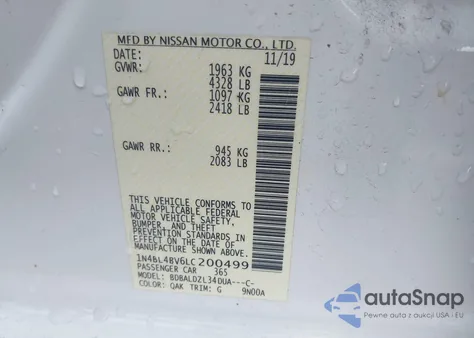 MFD BY NISSAN MOTOR CO., LTD.
DATE: 11/19
GVWR: 1963 KG
4328 LB
GAWR FR.: 1097 KG
2418 LB
GAWR RR.: 945 KG
2083 LB
THIS VEHICLE CONFORMS TO
ALL APPLICABLE FEDERAL
MOTOR VEHICLE SAFETY,
BUMPER, AND THEFT
PREVENTION STANDARDS IN
EFFECT ON THE DATE OF
MANUFACTURE SHOWN ABOVE.
1N4BL4BV6LC200499
PASSENGER CAR 365
MODEL: BDBALDZL34DUA---C-
COLOR: QAK TRIM: G 9N00A
autoSnap
Pewne auta z aukcji USA i EU